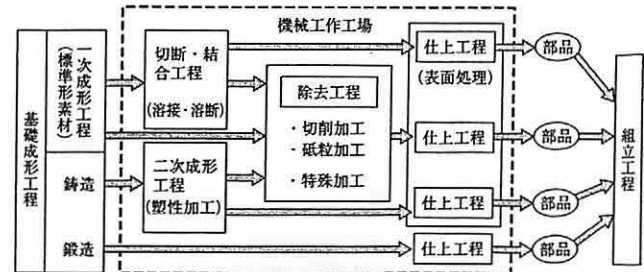 機械工作工場
基礎成形工程
一次成形工程
(標準形素材)
鋳造
鍛造
切断・結
合工程
(溶接・溶断)
二次成形
工程
(塑性加工)
除去工程
・切削加工
・砥粒加工
・特殊加工
仕上工程
(表面処理)
仕上工程
仕上工程
仕上工程
部品
部品
部品
部品
組立工程